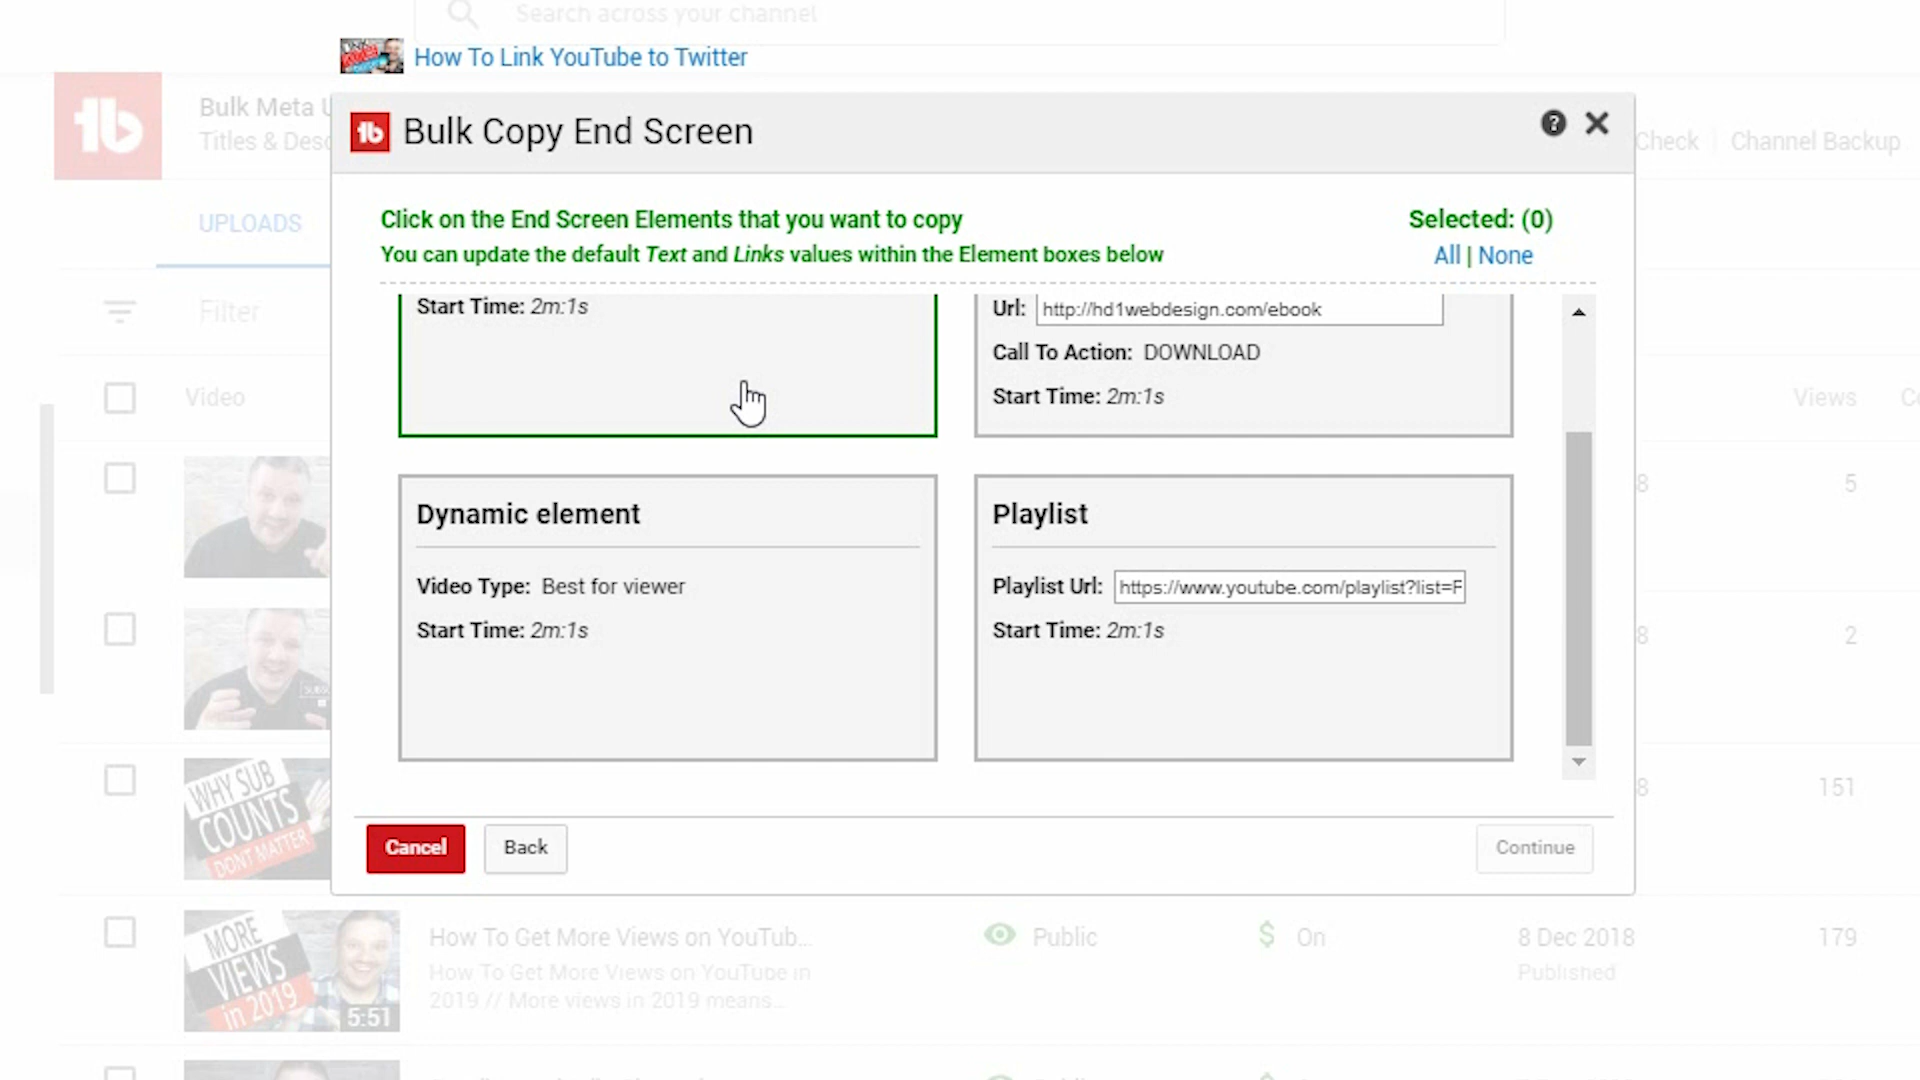 Search across your channel
How To Link YouTube to Twitter
Bulk Meta U
Titles & Desc
Check | Channel Backup
Bulk Copy End Screen
UPLOADS
Click on the End Screen Elements that you want to copy
Selected: (0)
You can update the default Text and Links values within the Element boxes below
All | None
Filter
Start Time: 2m:1s
Url: http://hd1webdesign.com/ebook
Call To Action: DOWNLOAD
Start Time: 2m:1s
Video
Views
Dynamic element
Video Type: Best for viewer
Start Time: 2m:1s
Playlist
Playlist Url: https://www.youtube.com/playlist?list=F
Start Time: 2m:1s
8
5
8
2
WHY SUB
COUNTS
DONT MATTER
8
151
Cancel
Back
Continue
MORE
VIEWS
in 2019
5:51
How To Get More Views on YouTub...
How To Get More Views on YouTube in
2019 // More views in 2019 means...
Public
$ On
8 Dec 2018
Published
179